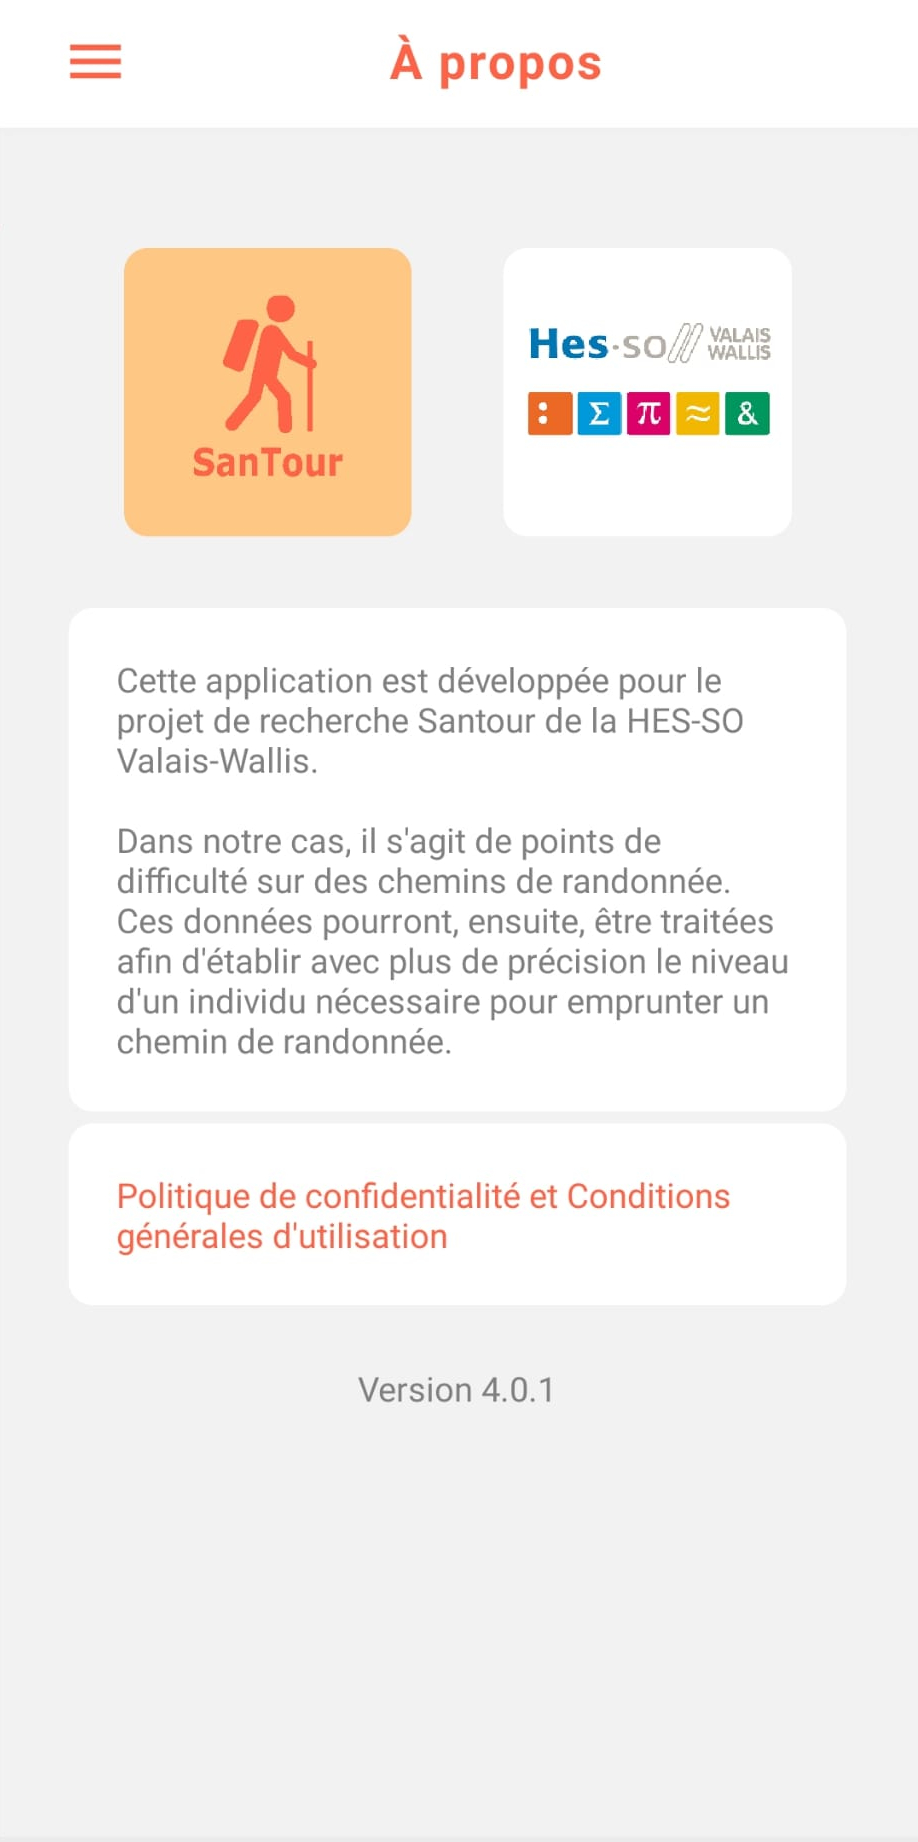 À propos
SanTour
Hes·so VALAIS
WALLIS
: Σ π ≈ &
Cette application est développée pour le
projet de recherche Santour de la HES-SO
Valais-Wallis.
Dans notre cas, il s'agit de points de
difficulté sur des chemins de randonnée.
Ces données pourront, ensuite, être traitées
afin d'établir avec plus de précision le niveau
d'un individu nécessaire pour emprunter un
chemin de randonnée.
Politique de confidentialité et Conditions
générales d'utilisation
Version 4.0.1